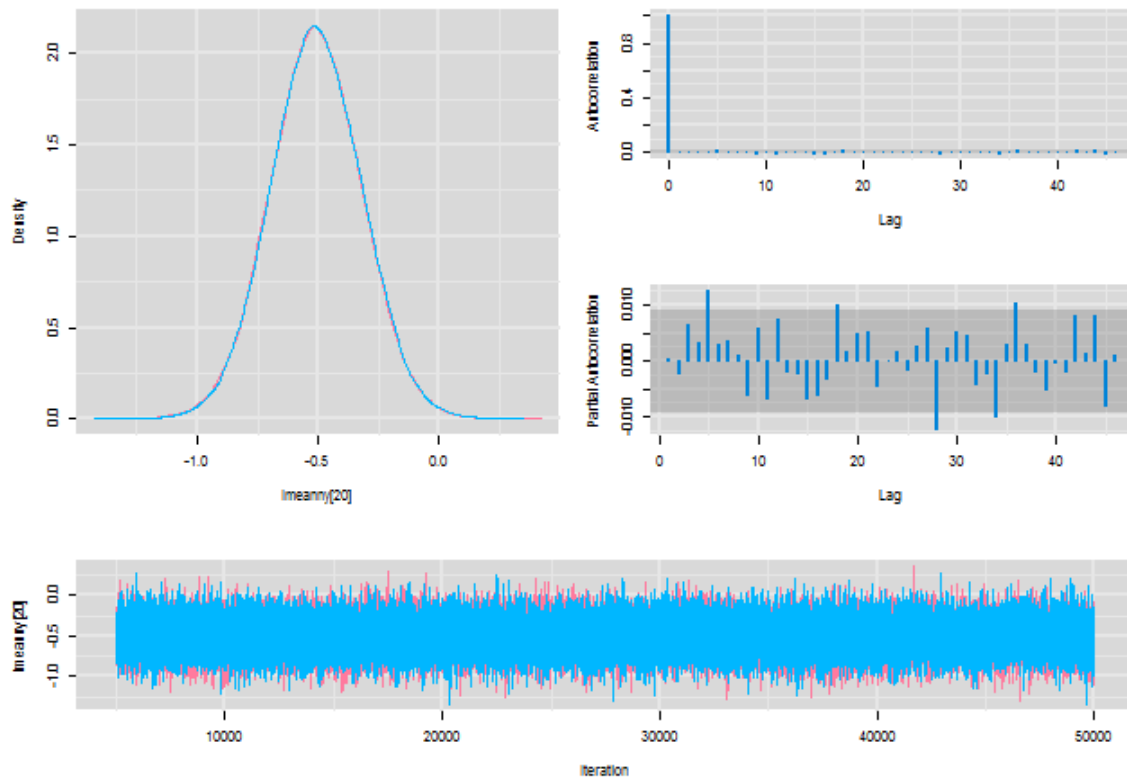 Density
2.0
1.5
1.0
0.5
0.0
-1.0 -0.5 0.0
lmeanny[20]
Autocorrelation
0.8
0.4
0.0
0 10 20 30 40
Lag
Partial Autocorrelation
0.010
0.000
-0.010
0 10 20 30 40
Lag
lmeanny[20]
0.0
-0.5
-1.0
10000 20000 30000 40000 50000
Iteration